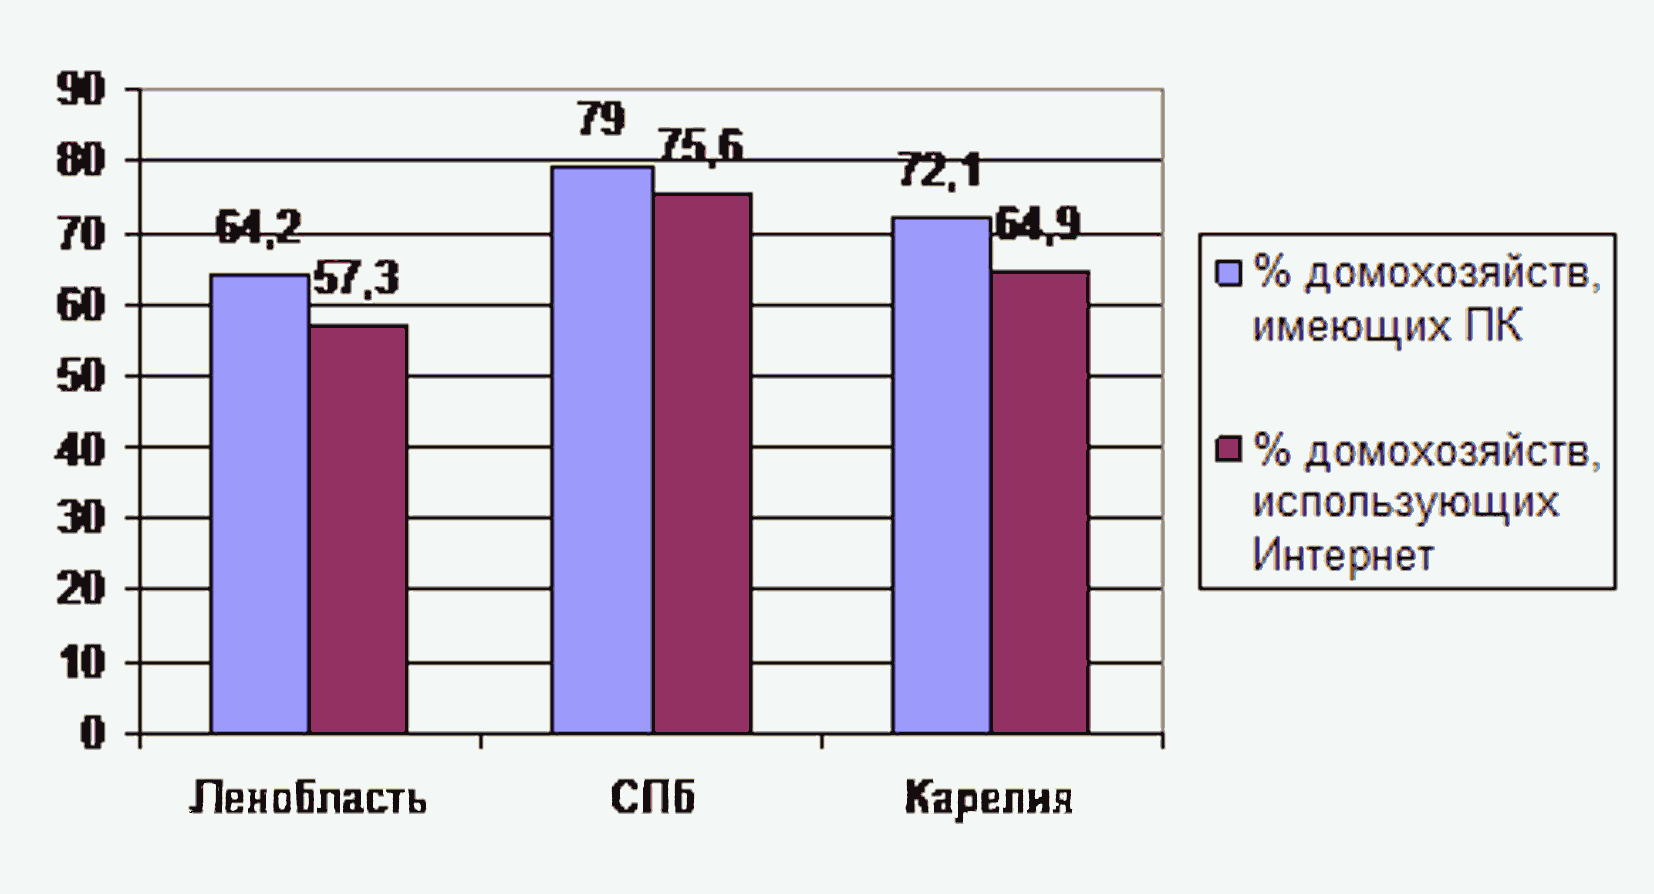 90
80
70
60
50
40
30
20
10
0
64,2
57,3
79
75,6
72,1
64,9
Ленобласть
СПб
Карелия
% домохозяйств,
имеющих ПК
% домохозяйств,
использующих
Интернет